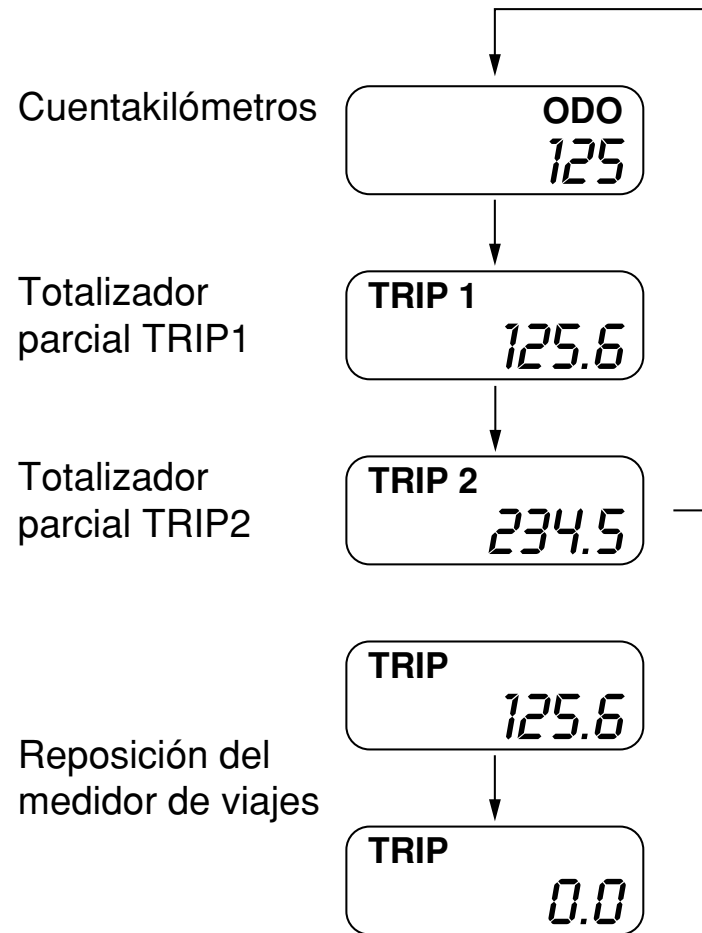 Cuentakilómetros
ODO
125
Totalizador
parcial TRIP1
TRIP 1
125.6
Totalizador
parcial TRIP2
TRIP 2
234.5
Reposición del
medidor de viajes
TRIP
125.6
TRIP
0.0